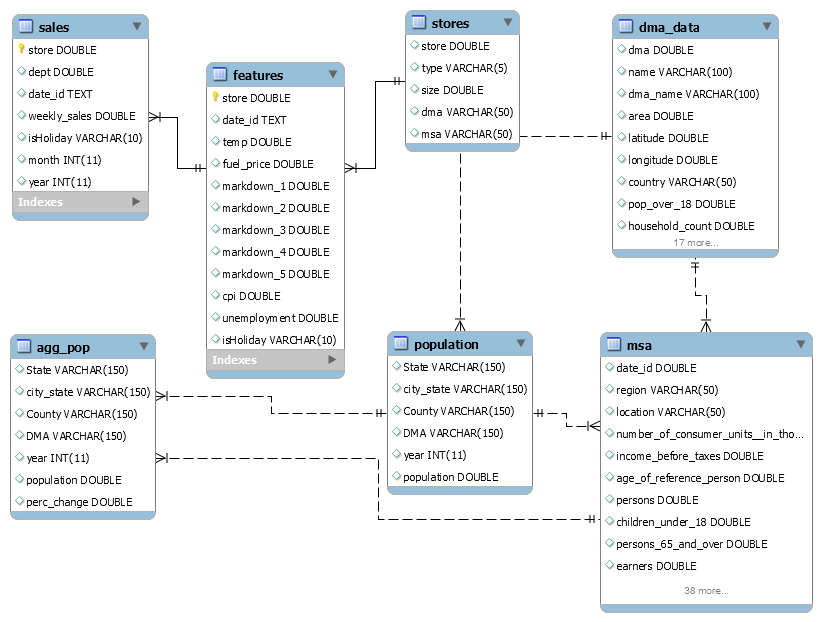 sales
store DOUBLE
dept DOUBLE
date_id TEXT
weekly_sales DOUBLE
isHoliday VARCHAR(10)
month INT(11)
year INT(11)
Indexes
features
store DOUBLE
date_id TEXT
temp DOUBLE
fuel_price DOUBLE
markdown_1 DOUBLE
markdown_2 DOUBLE
markdown_3 DOUBLE
markdown_4 DOUBLE
markdown_5 DOUBLE
cpi DOUBLE
unemployment DOUBLE
isHoliday VARCHAR(10)
Indexes
stores
store DOUBLE
type VARCHAR(5)
size DOUBLE
dma VARCHAR(50)
msa VARCHAR(50)
dma_data
dma DOUBLE
name VARCHAR(100)
dma_name VARCHAR(100)
area DOUBLE
latitude DOUBLE
longitude DOUBLE
country VARCHAR(50)
pop_over_18 DOUBLE
household_count DOUBLE
17 more...
agg_pop
State VARCHAR(150)
city_state VARCHAR(150)
County VARCHAR(150)
DMA VARCHAR(150)
year INT(11)
population DOUBLE
perc_change DOUBLE
population
State VARCHAR(150)
city_state VARCHAR(150)
County VARCHAR(150)
DMA VARCHAR(150)
year INT(11)
population DOUBLE
msa
date_id DOUBLE
region VARCHAR(50)
location VARCHAR(50)
number_of_consumer_units__in_tho...
income_before_taxes DOUBLE
age_of_reference_person DOUBLE
persons DOUBLE
children_under_18 DOUBLE
persons_65_and_over DOUBLE
earners DOUBLE
38 more...